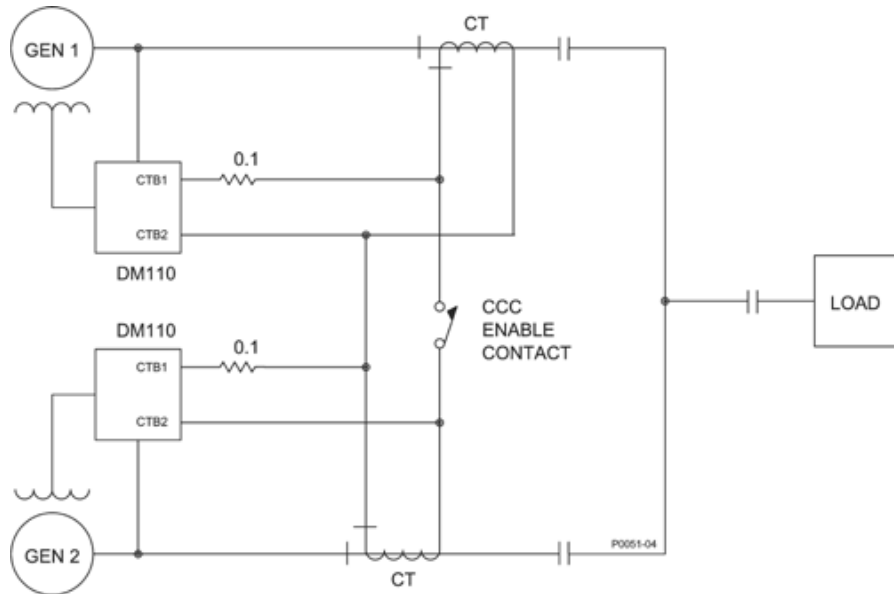 CT
GEN 1
0.1
CTB1
CTB2
DM110
CCC
ENABLE
CONTACT
LOAD
DM110
0.1
CTB1
CTB2
GEN 2
P0051-04
CT